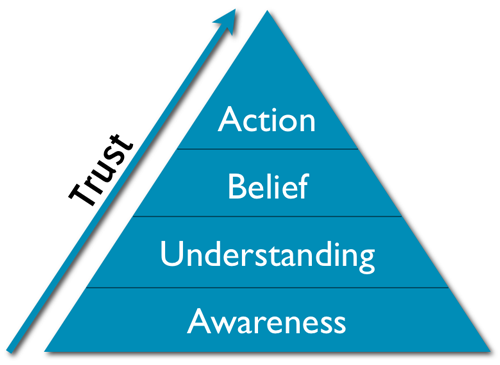 Trust
Action
Belief
Understanding
Awareness